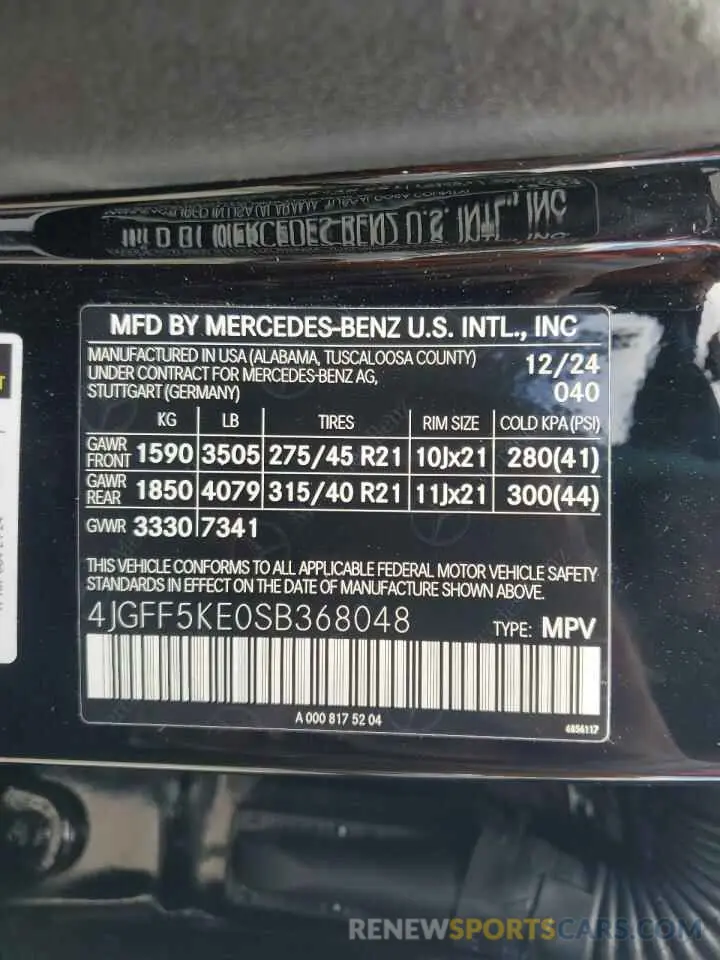 MFD BY MERCEDES-BENZ U.S. INTL., INC
MANUFACTURED IN USA (ALABAMA, TUSCALOOSA COUNTY)
UNDER CONTRACT FOR MERCEDES-BENZ AG,
STUTTGART (GERMANY)
12/24
040
KG LB TIRES RIM SIZE COLD KPA (PSI)
GAWR FRONT 1590 3505 275/45 R21 10Jx21 280(41)
GAWR REAR 1850 4079 315/40 R21 11Jx21 300(44)
GVWR 3330 7341
THIS VEHICLE CONFORMS TO ALL APPLICABLE FEDERAL MOTOR VEHICLE SAFETY
STANDARDS IN EFFECT ON THE DATE OF MANUFACTURE SHOWN ABOVE.
4JGFF5KE0SB368048 TYPE: MPV
A 000 817 52 04
4856117
RENEWSPORTSCARS.COM